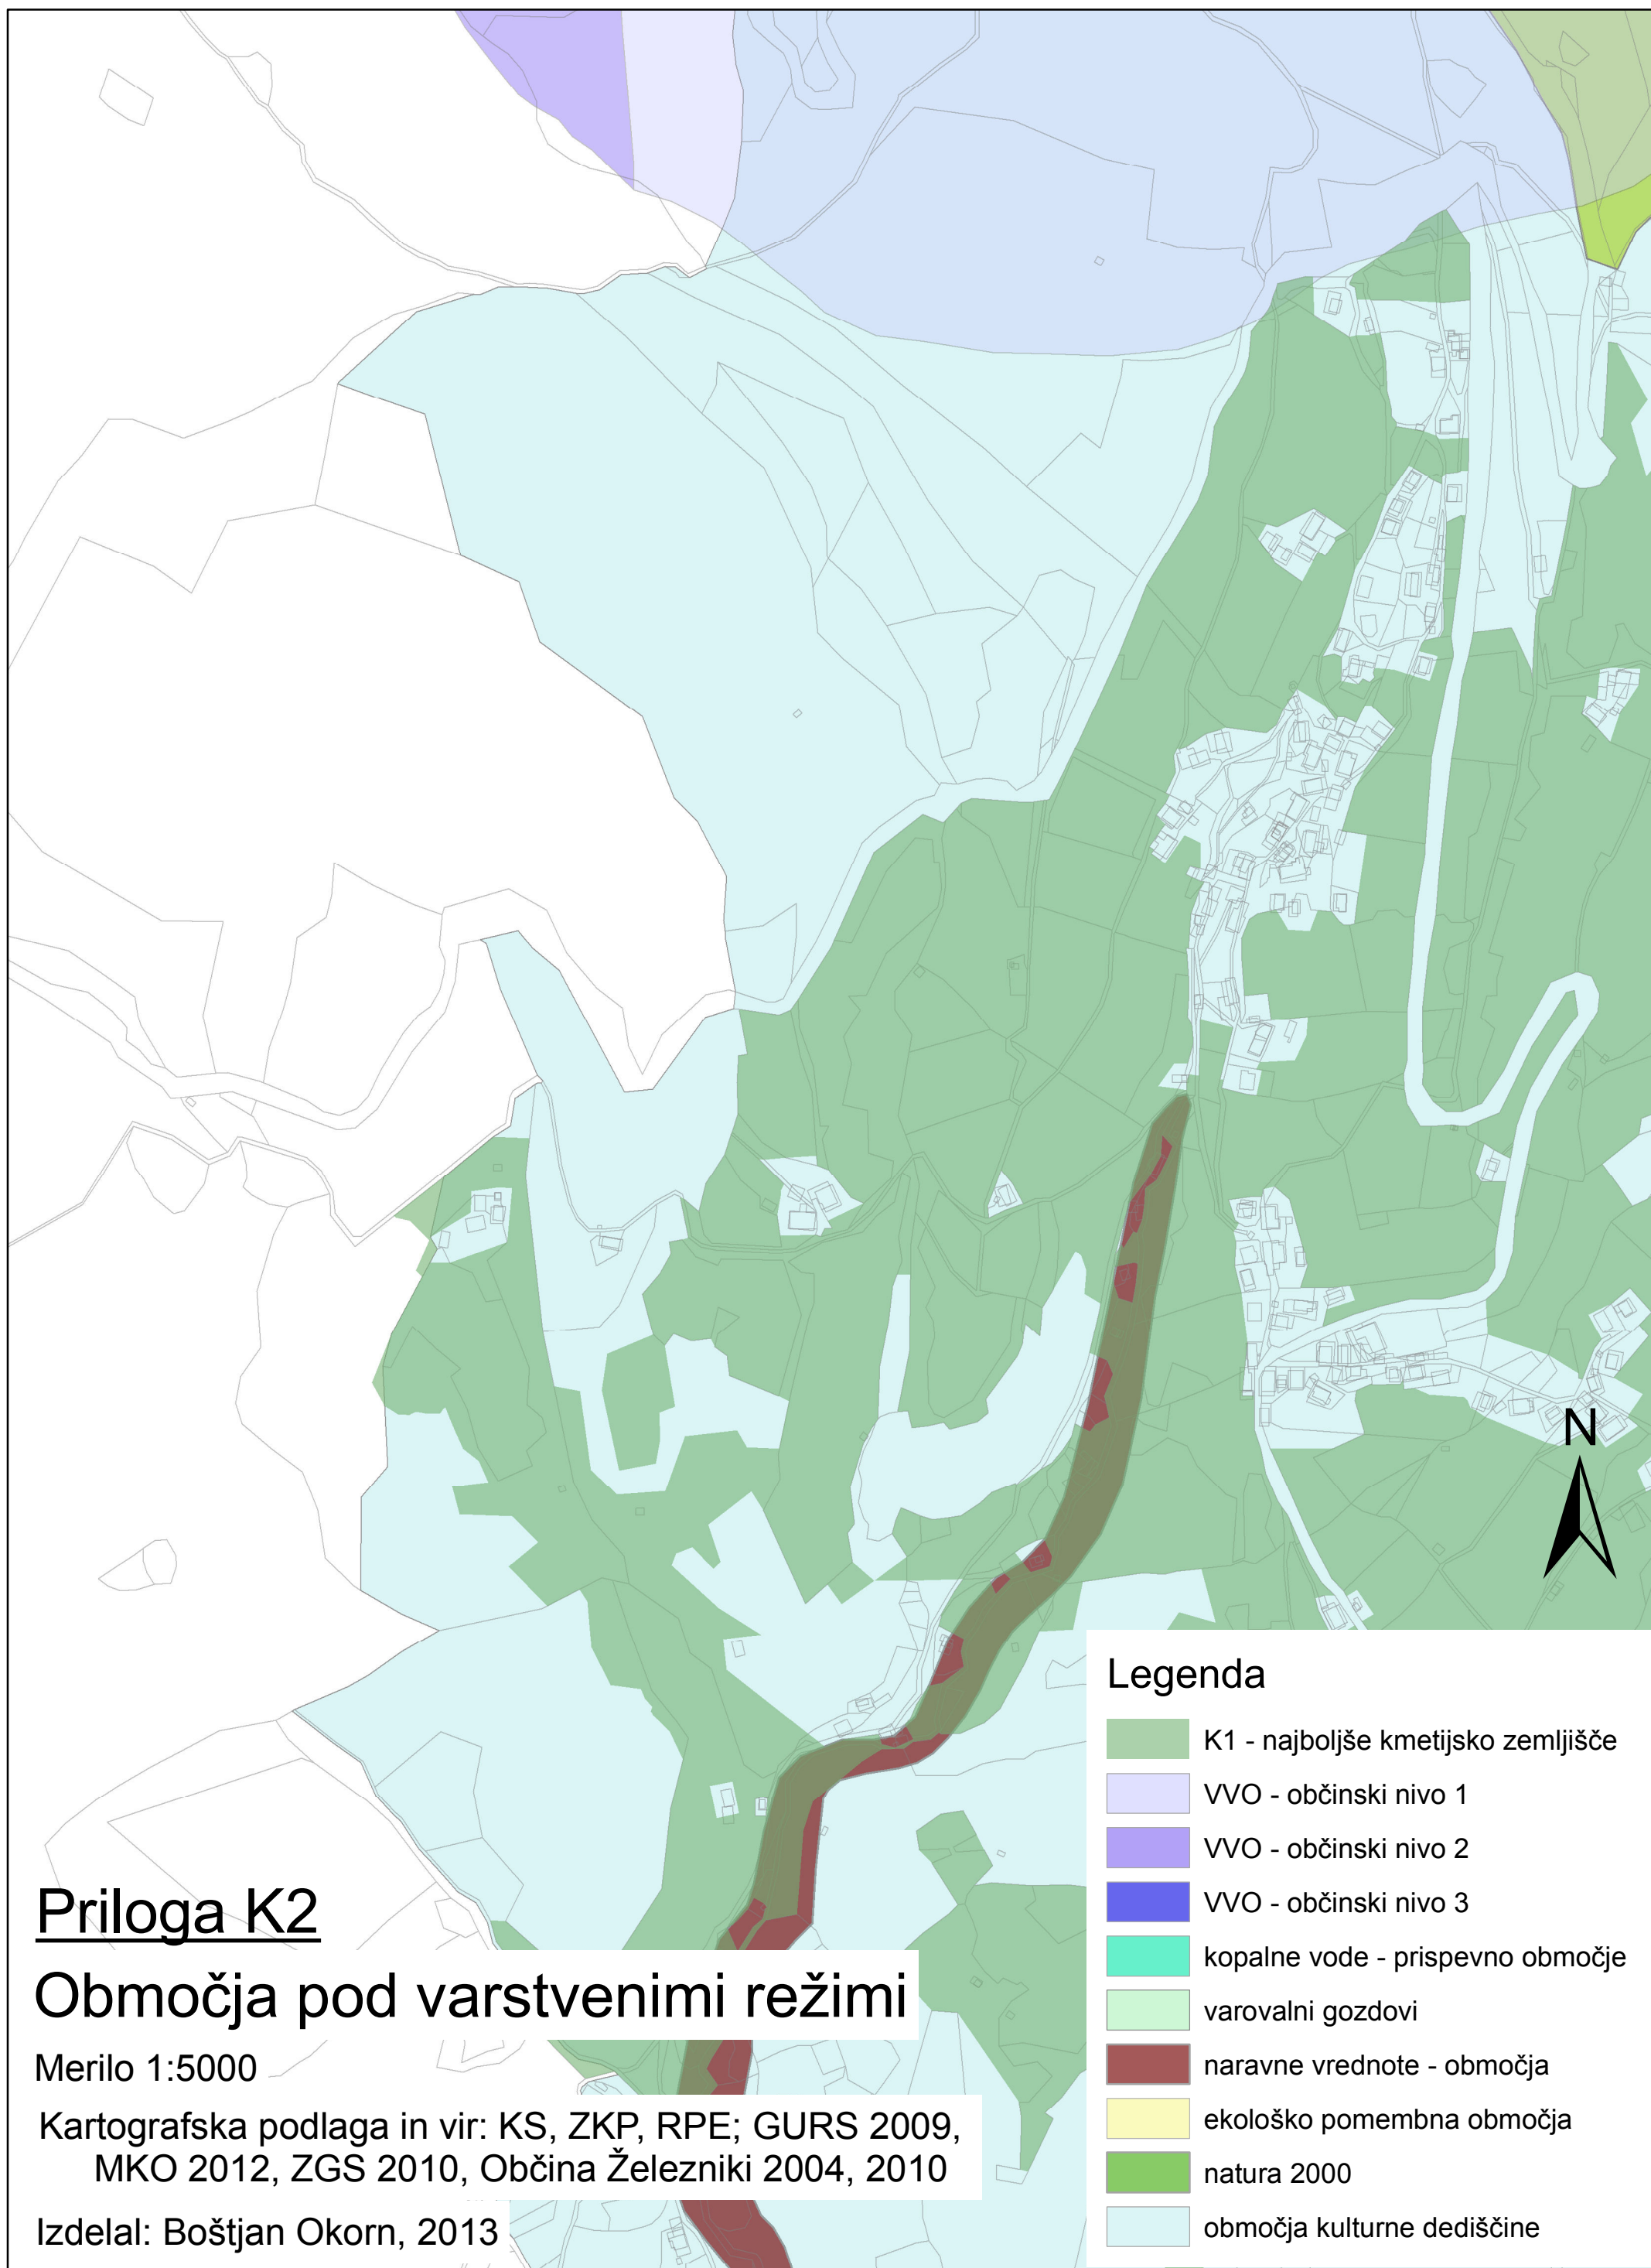 N
Legenda
K1 - najboljše kmetijsko zemljišče
VVO - občinski nivo 1
VVO - občinski nivo 2
VVO - občinski nivo 3
kopalne vode - prispevno območje
varovalni gozdovi
naravne vrednote - območja
ekološko pomembna območja
natura 2000
območja kulturne dediščine
Priloga K2
Območja pod varstvenimi režimi
Merilo 1:5000
Kartografska podlaga in vir: KS, ZKP, RPE; GURS 2009,
MKO 2012, ZGS 2010, Občina Železniki 2004, 2010
Izdelal: Boštjan Okorn, 2013